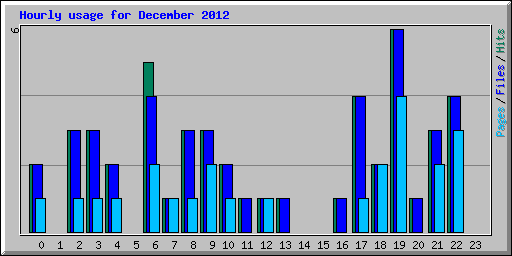 Hourly usage for December 2012
6
Pages / Files / Hits
0 1 2 3 4 5 6 7 8 9 10 11 12 13 14 15 16 17 18 19 20 21 22 23